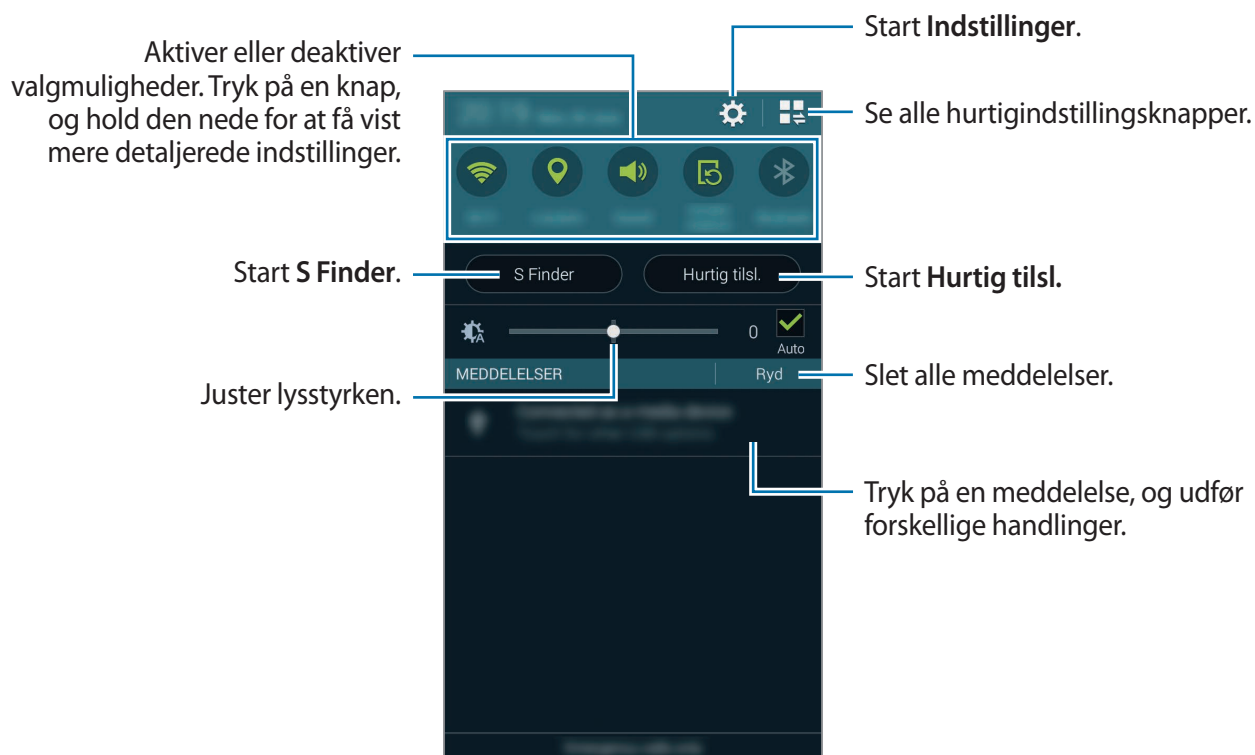 Start Indstillinger.
Aktiver eller deaktiver
valgmuligheder. Tryk på en knap,
og hold den nede for at få vist
mere detaljerede indstillinger.
Se alle hurtigindstillingsknapper.
Start S Finder.
S Finder
Hurtig tilsl.
Start Hurtig tilsl.
0
Auto
Juster lysstyrken.
MEDDELELSER
Ryd
Slet alle meddelelser.
Tryk på en meddelelse, og udfør
forskellige handlinger.